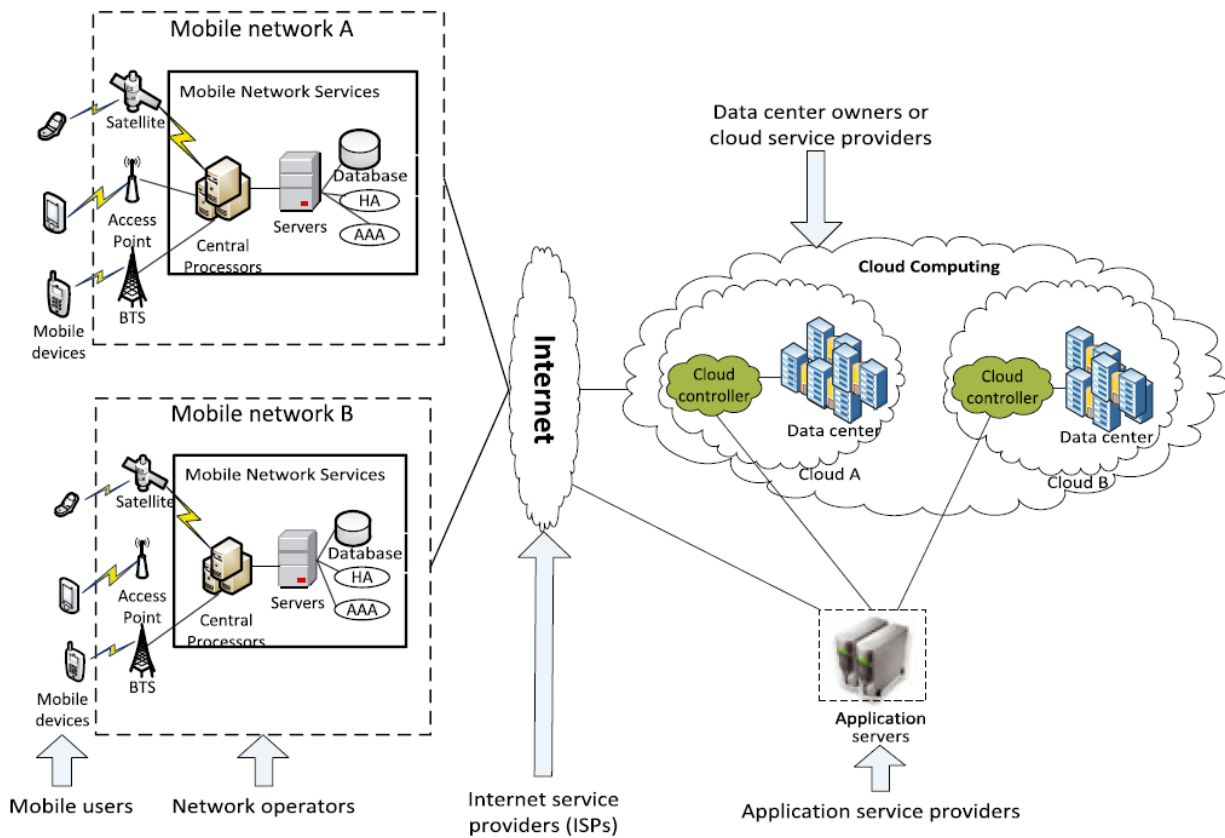 Mobile network A
Mobile Network Services
Satellite
Database
HA
AAA
Access
Point
Servers
Central
Processors
BTS
Mobile
devices
Mobile network B
Mobile Network Services
Satellite
Database
HA
AAA
Access
Point
Servers
Central
Processors
BTS
Mobile
devices
Mobile users
Network operators
Internet
Internet service
providers (ISPs)
Data center owners or
cloud service providers
Cloud Computing
Cloud
controller
Data center
Cloud A
Cloud
controller
Data center
Cloud B
Application
servers
Application service providers